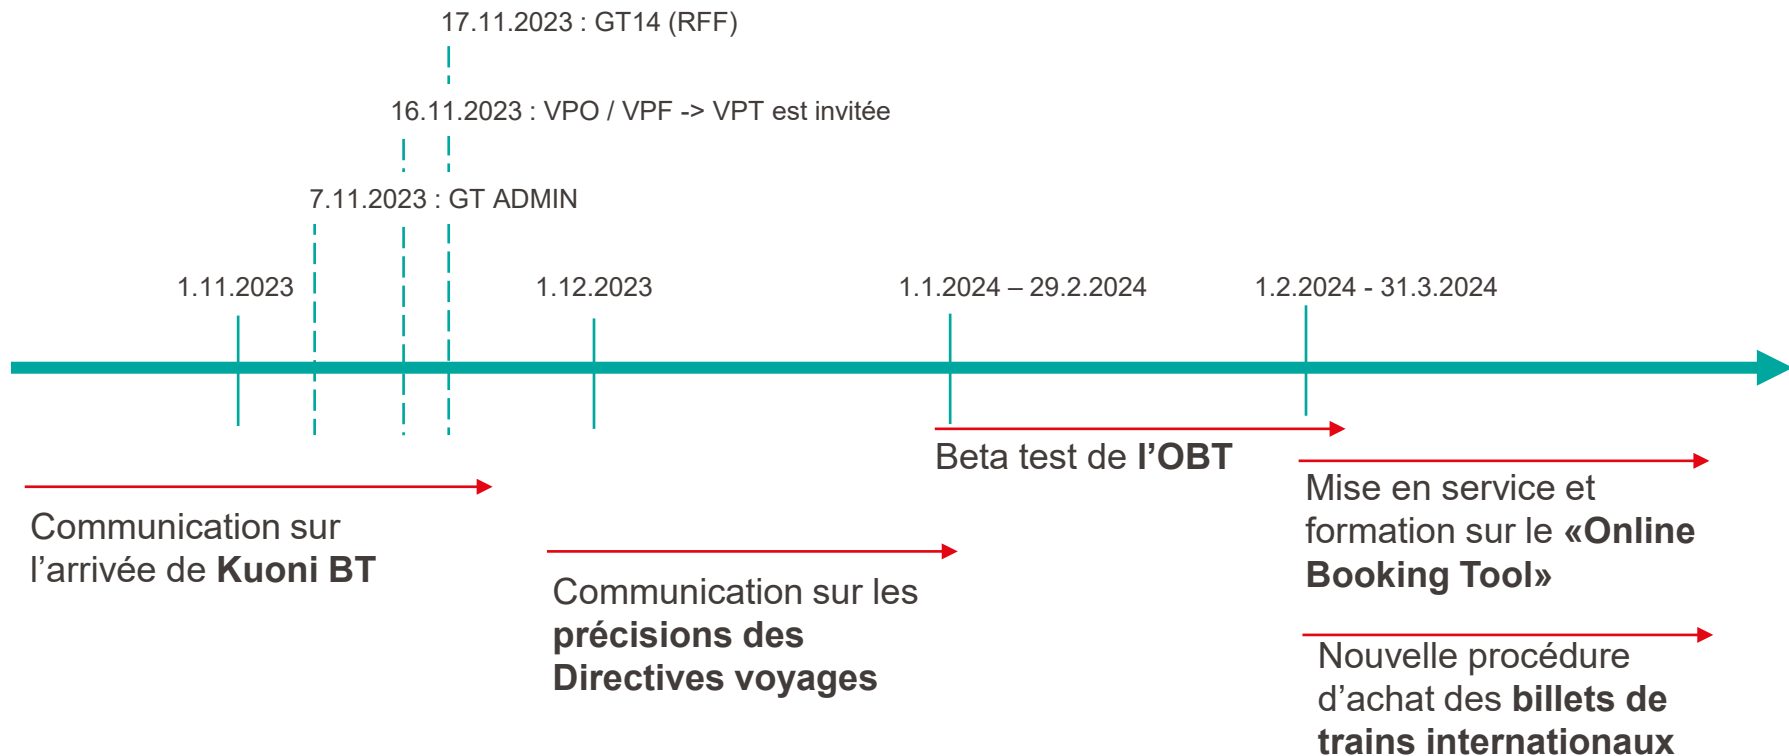 17.11.2023 : GT14 (RFF)
16.11.2023 : VPO / VPF -> VPT est invitée
7.11.2023 : GT ADMIN
1.11.2023
1.12.2023
1.1.2024 – 29.2.2024
1.2.2024 - 31.3.2024
Communication sur
l’arrivée de Kuoni BT
Communication sur les
précisions des
Directives voyages
Beta test de l’OBT
Mise en service et
formation sur le «Online
Booking Tool»
Nouvelle procédure
d’achat des billets de
trains internationaux